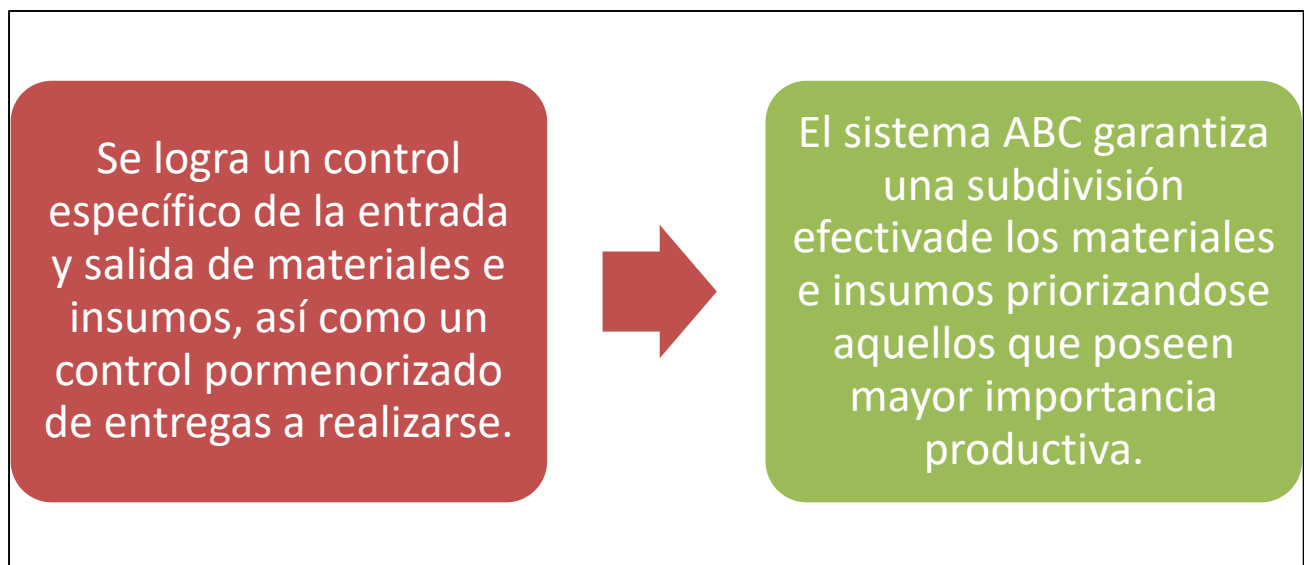 Se logra un control
específico de la entrada
y salida de materiales e
insumos, así como un
control pormenorizado
de entregas a realizarse.
El sistema ABC garantiza
una subdivisión
efectivade los materiales
e insumos priorizandose
aquellos que poseen
mayor importancia
productiva.